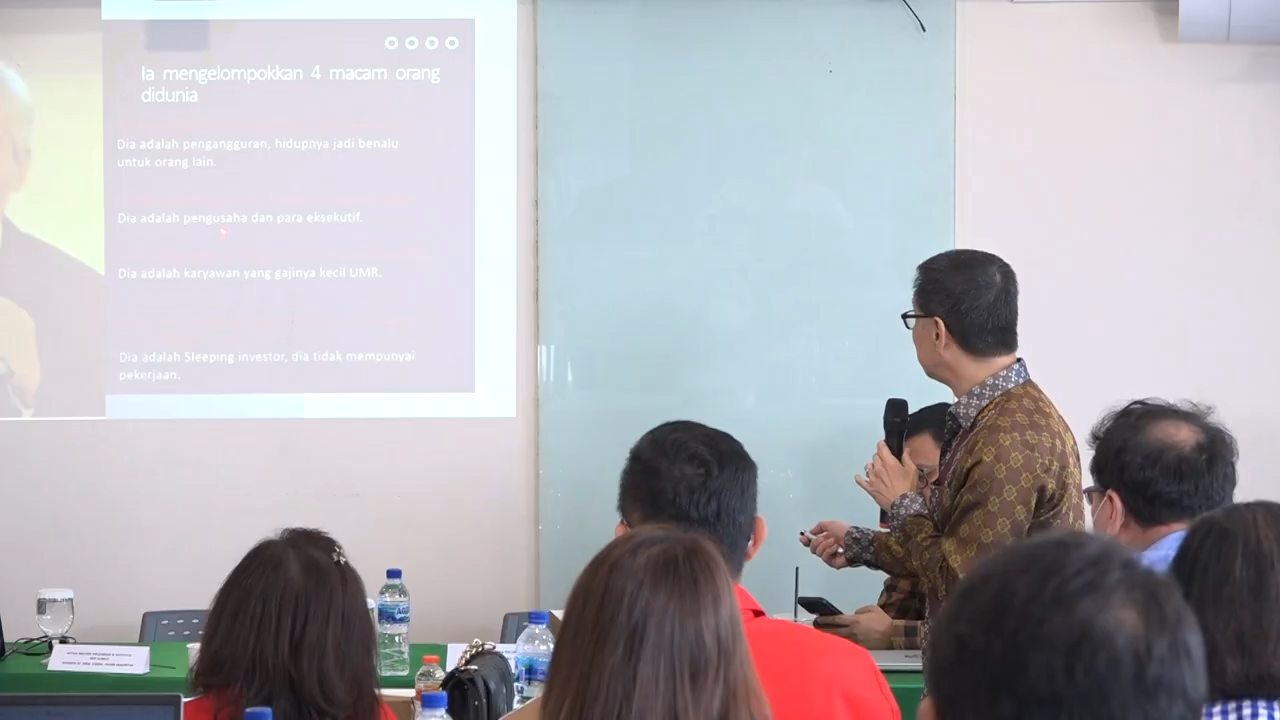 Ia mengelompokkan 4 macam orang
didunia
Dia adalah pengangguran, hidupnya jadi benalu
untuk orang lain.
Dia adalah pengusaha dan para eksekutif.
Dia adalah karyawan yang gajinya kecil UMR.
Dia adalah Sleeping investor, dia tidak mempunyai
pekerjaan.